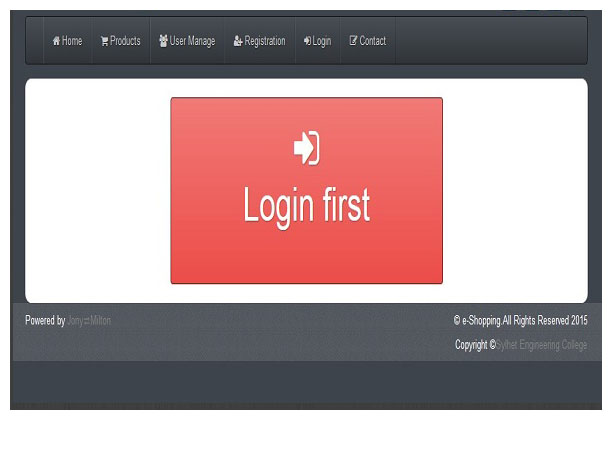 Home Products User Manage Registration Login Contact
Login first
Powered by Jony::Milton © e-Shopping.All Rights Reserved 2015
Copyright ©Sylhet Engineering College